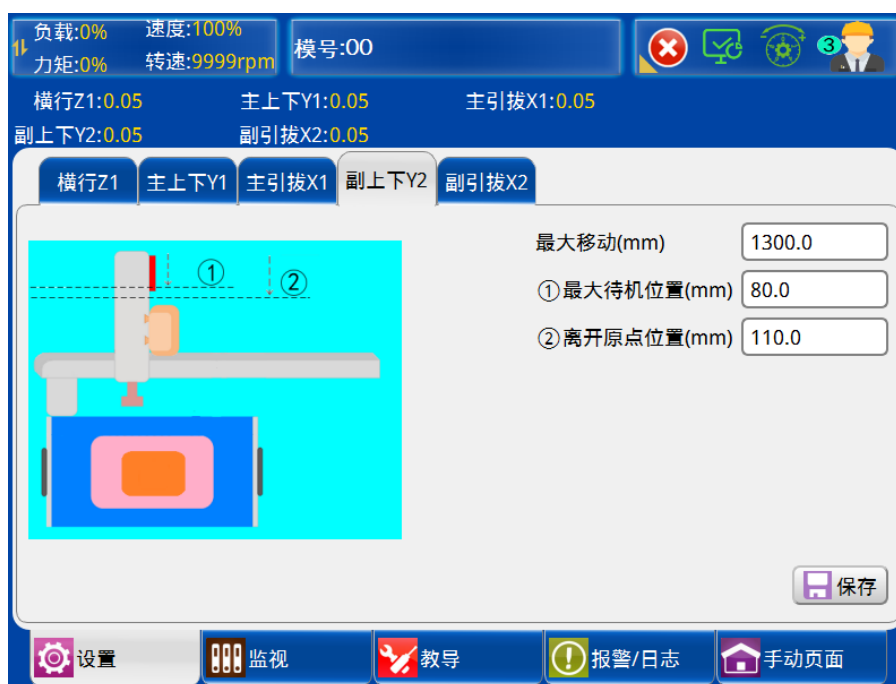 负载:0% 速度:100%
力矩:0% 转速:9999rpm
模号:00
3
横行Z1:0.05 主上下Y1:0.05 主引拔X1:0.05
副上下Y2:0.05 副引拔X2:0.05
横行Z1 主上下Y1 主引拔X1 副上下Y2 副引拔X2
① ②
最大移动(mm) 1300.0
①最大待机位置(mm) 80.0
②离开原点位置(mm) 110.0
保存
设置 监视 教导 报警/日志 手动页面